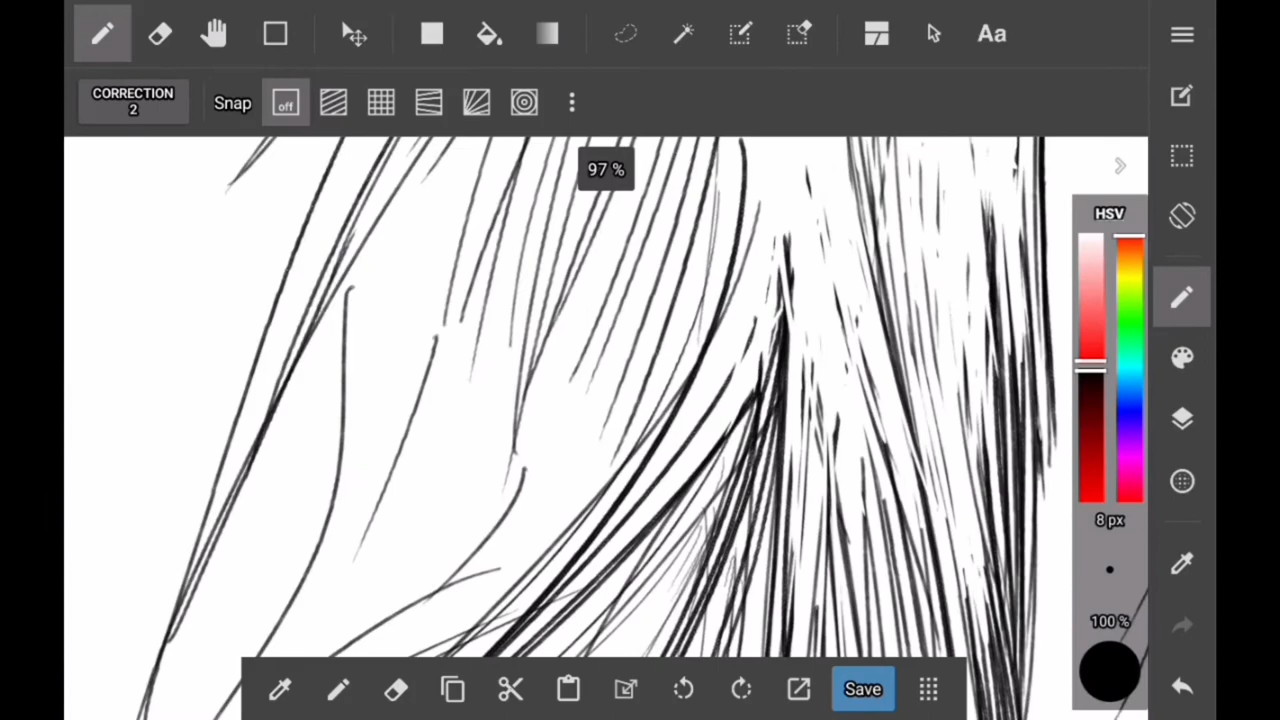 Aa
CORRECTION
2
Snap
off
97 %
HSV
8 px
100 %
Save